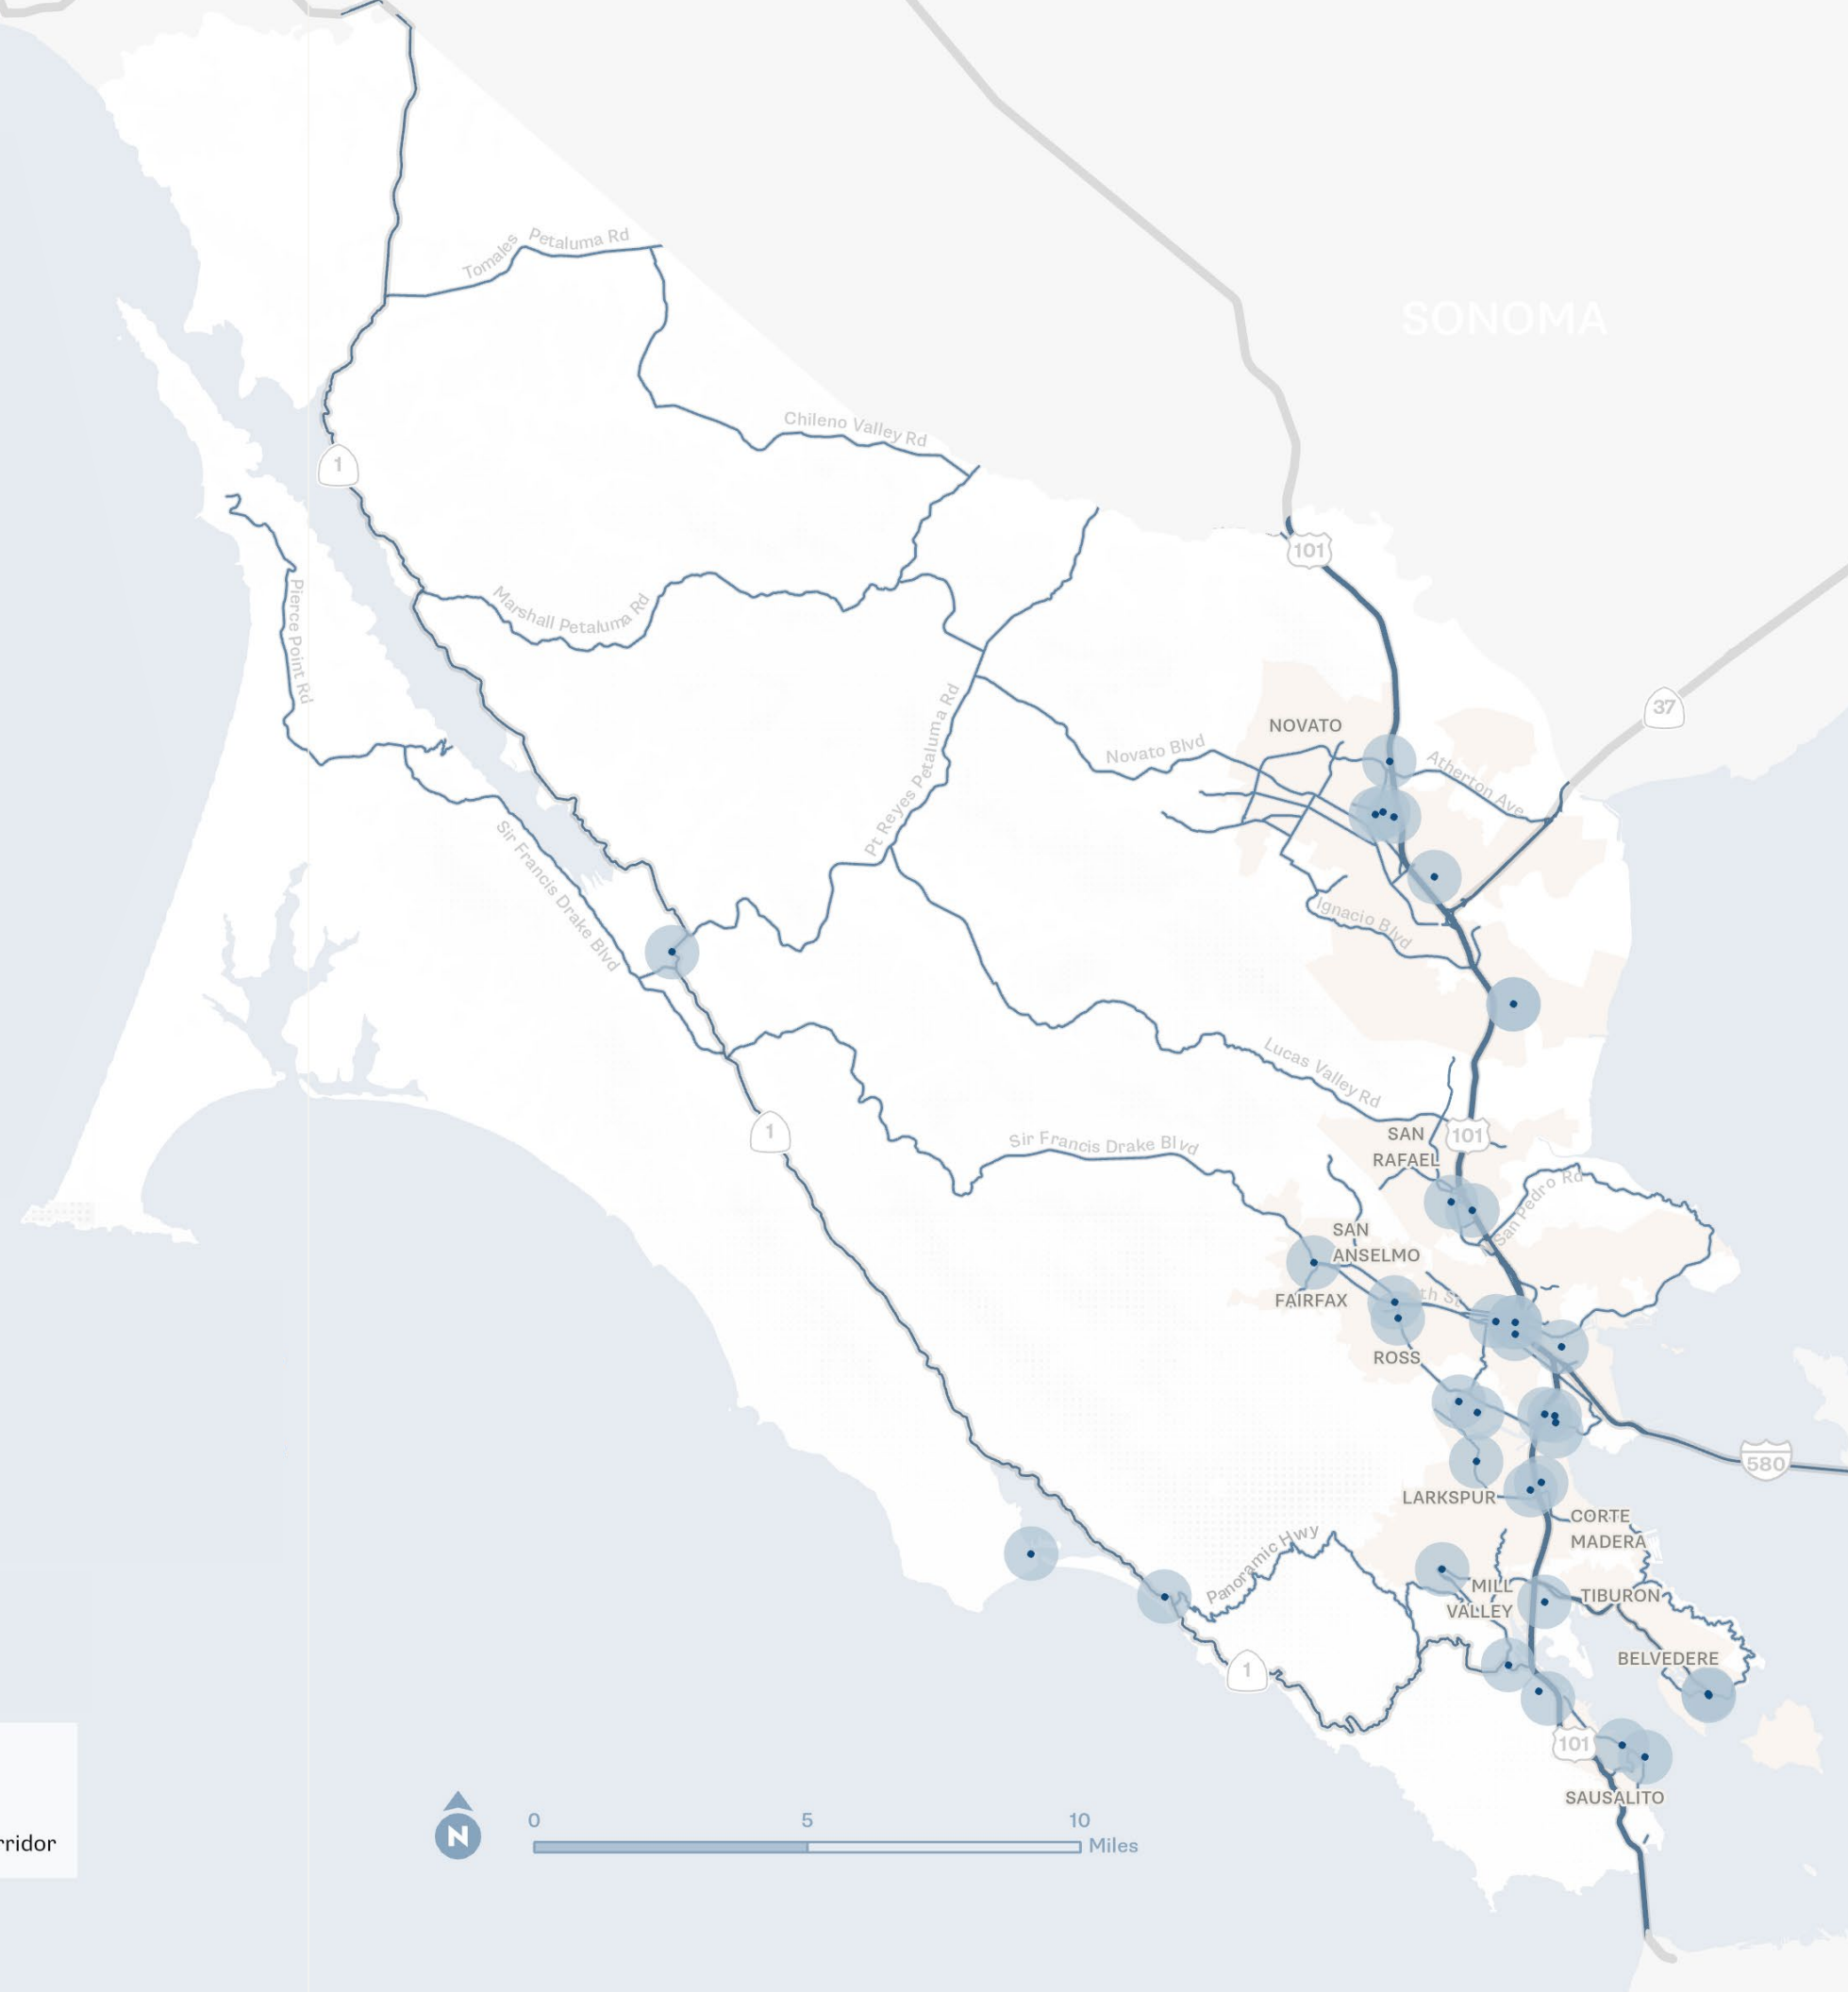 Petaluma Rd
Tomales
SONOMA
Chileno Valley Rd
1
101
Marshall Petaluma Rd
Pierce Point Rd
37
Pt Reyes Petaluma Rd
NOVATO
Novato Blvd
Atherton Ave
Sir Francis Drake Blvd
Ignacio Blvd
Lucas Valley Rd
1
Sir Francis Drake Blvd
SAN
RAFAEL
101
San Pedro Rd
SAN
ANSELMO
FAIRFAX
th St
ROSS
580
LARKSPUR
CORTE
MADERA
Panoramic Hwy
MILL
VALLEY
TIBURON
BELVEDERE
1
101
SAUSALITO
N
0 5 10
Miles
rridor